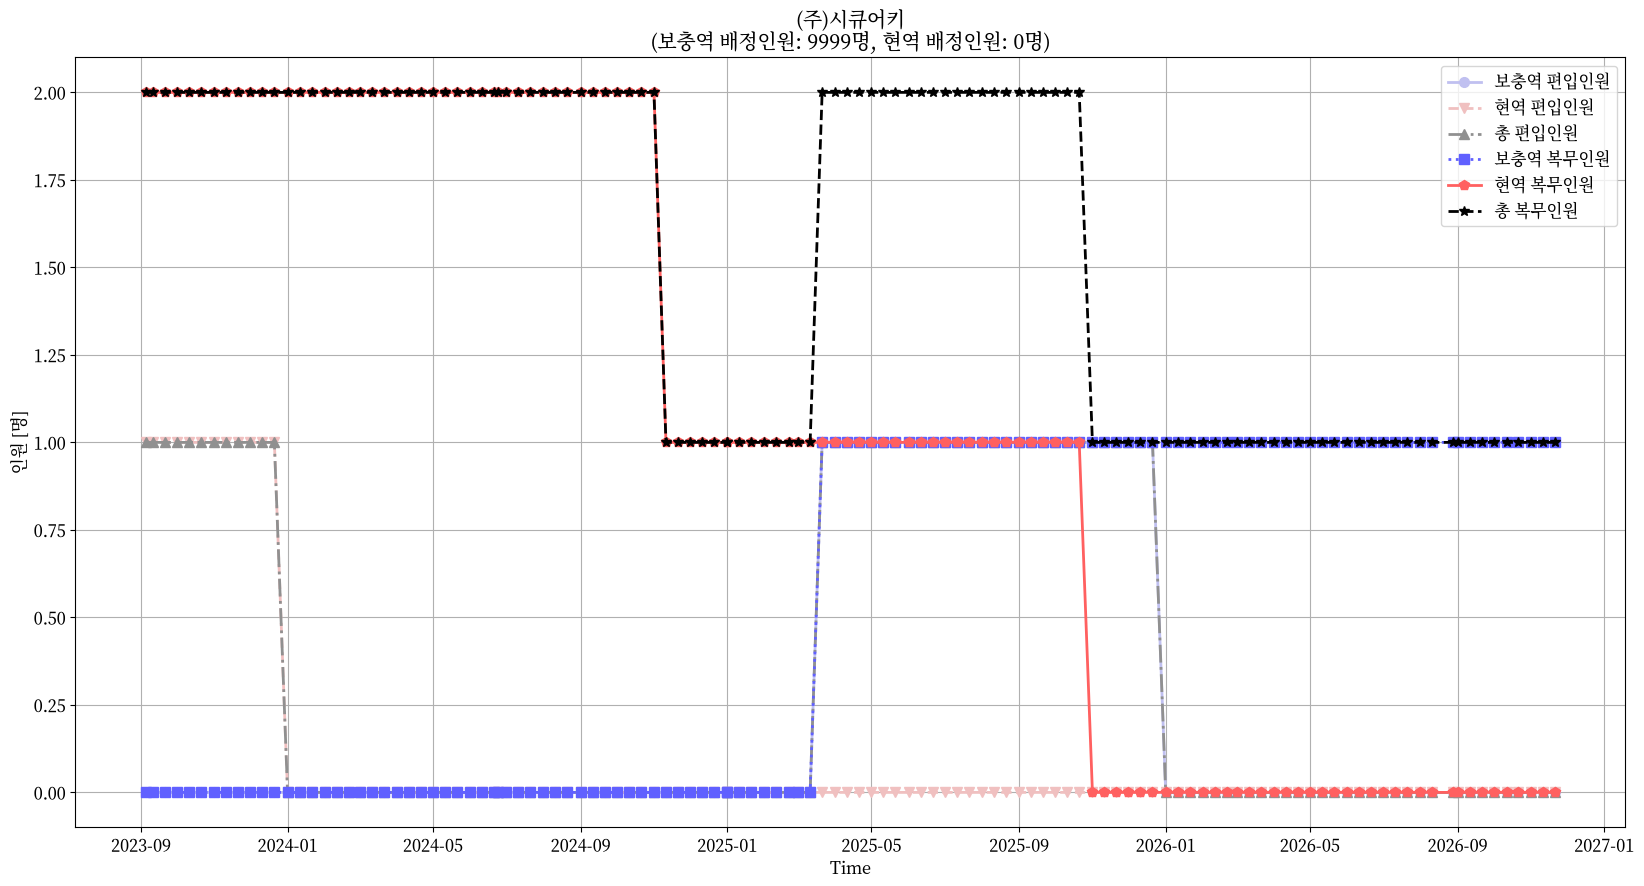 (주)시큐어키
(보충역 배정인원: 9999명, 현역 배정인원: 0명)
인원 [명]
2.00
1.75
1.50
1.25
1.00
0.75
0.50
0.25
0.00
보충역 편입인원
현역 편입인원
총 편입인원
보충역 복무인원
현역 복무인원
총 복무인원
2023-09
2024-01
2024-05
2024-09
2025-01
2025-05
2025-09
2026-01
2026-05
2026-09
2027-01
Time